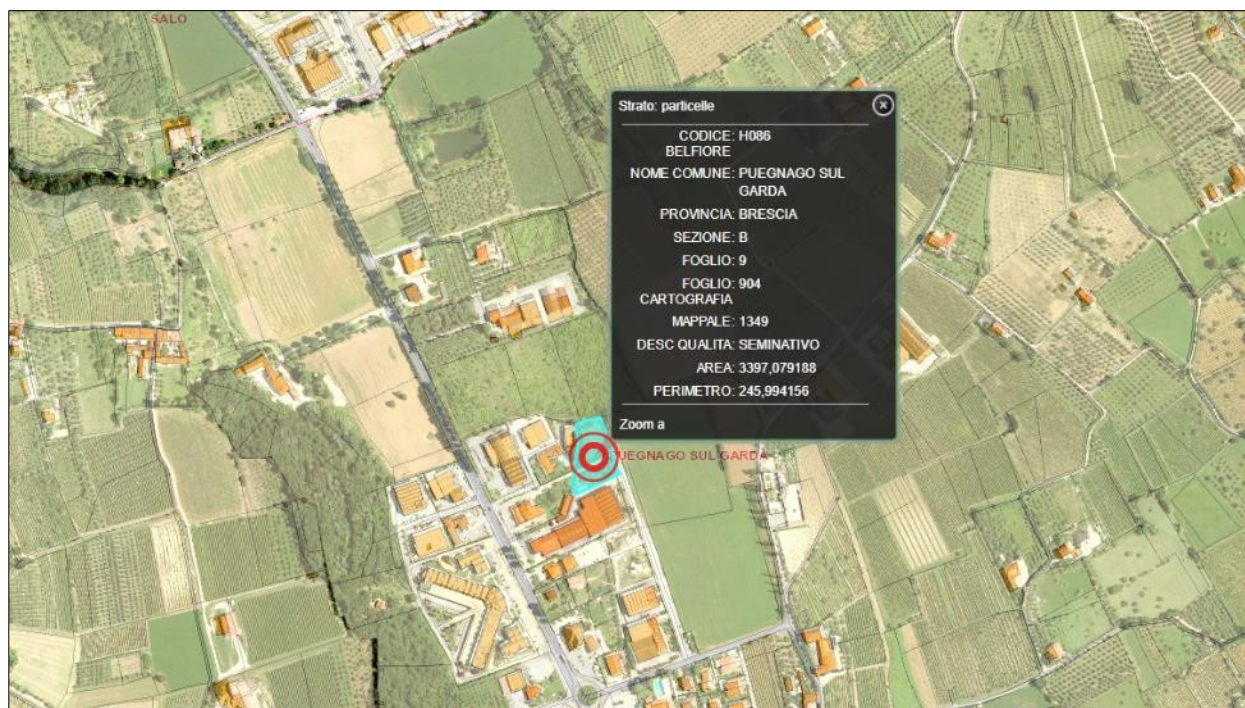 SALO
Strato: particelle
CODICE: H086
BELFIORE
NOME COMUNE: PUEGNAGO SUL
GARDA
PROVINCIA: BRESCIA
SEZIONE: B
FOGLIO: 9
FOGLIO: 904
CARTOGRAFIA
MAPPALE: 1349
DESC QUALITA: SEMINATIVO
AREA: 3397,079188
PERIMETRO: 245,994156
Zoom a
UEGNAGO SUL GARDA